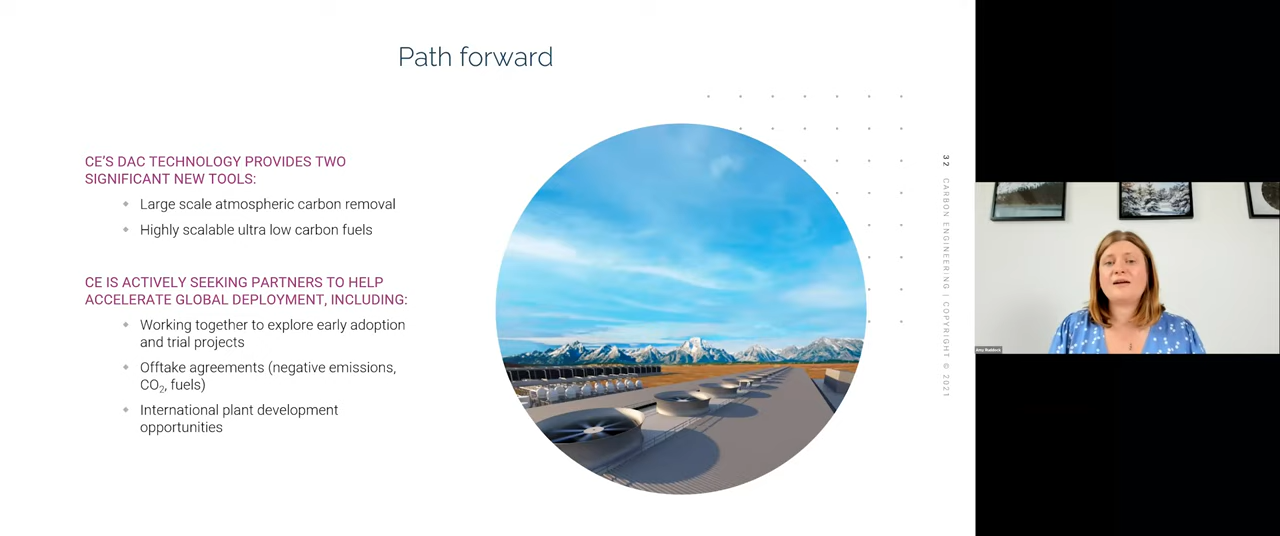 Path forward
CE'S DAC TECHNOLOGY PROVIDES TWO
SIGNIFICANT NEW TOOLS:
Large scale atmospheric carbon removal
Highly scalable ultra low carbon fuels
CE IS ACTIVELY SEEKING PARTNERS TO HELP
ACCELERATE GLOBAL DEPLOYMENT, INCLUDING:
Working together to explore early adoption
and trial projects
Offtake agreements (negative emissions,
CO₂, fuels)
International plant development
opportunities
32 CARBON ENGINEERING | COPYRIGHT © 2021